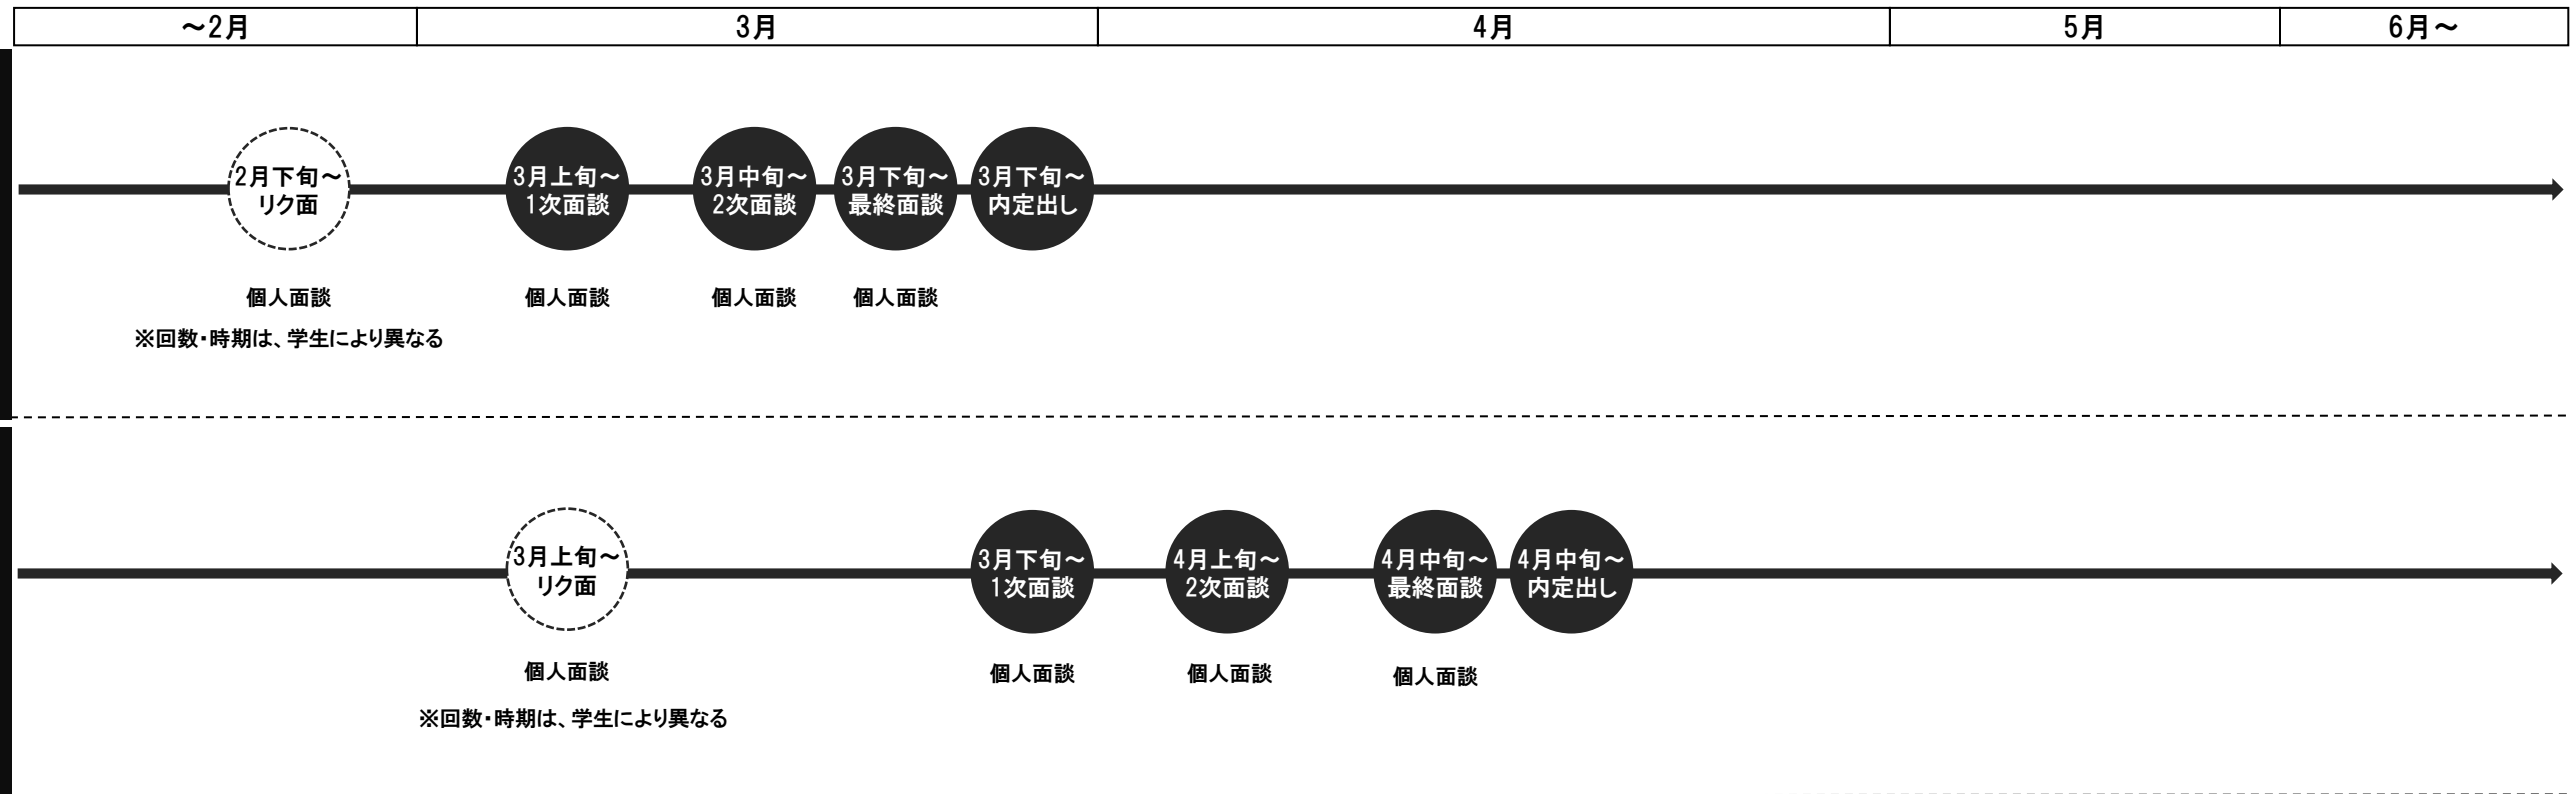 ～2月
3月
4月
5月
6月～
2月下旬～
リク面
3月上旬～
1次面談
3月中旬～
2次面談
3月下旬～
最終面談
3月下旬～
内定出し
個人面談
個人面談
個人面談
個人面談
※回数・時期は、学生により異なる
3月上旬～
リク面
3月下旬～
1次面談
4月上旬～
2次面談
4月中旬～
最終面談
4月中旬～
内定出し
個人面談
個人面談
個人面談
個人面談
※回数・時期は、学生により異なる